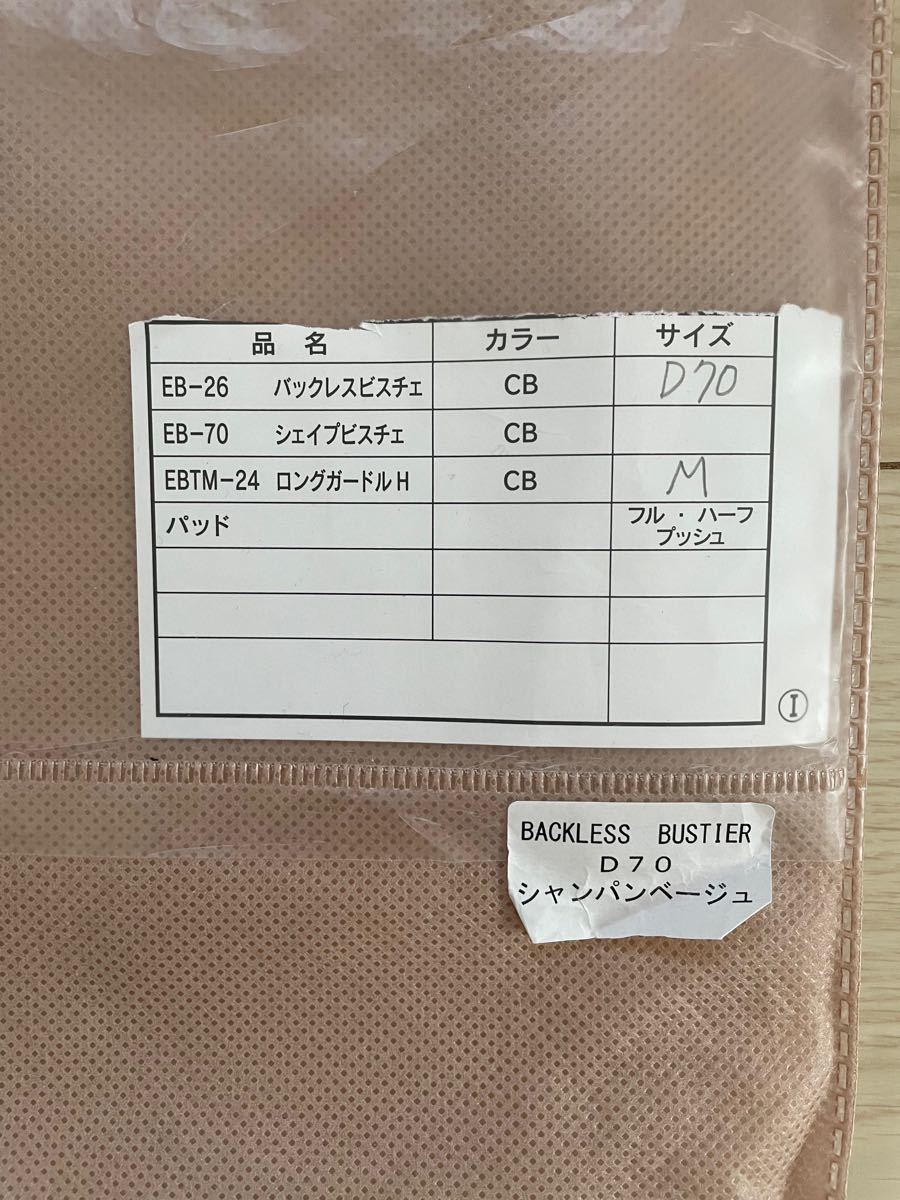 品 名 カラー サイズ
EB-26 バックレスビスチェ CB D70
EB-70 シェイプビスチェ CB
EBTM-24 ロングガードルH CB M
パッド フル ・ ハーフ
プッシュ
I
BACKLESS BUSTIER
D70
シャンパンベージュ